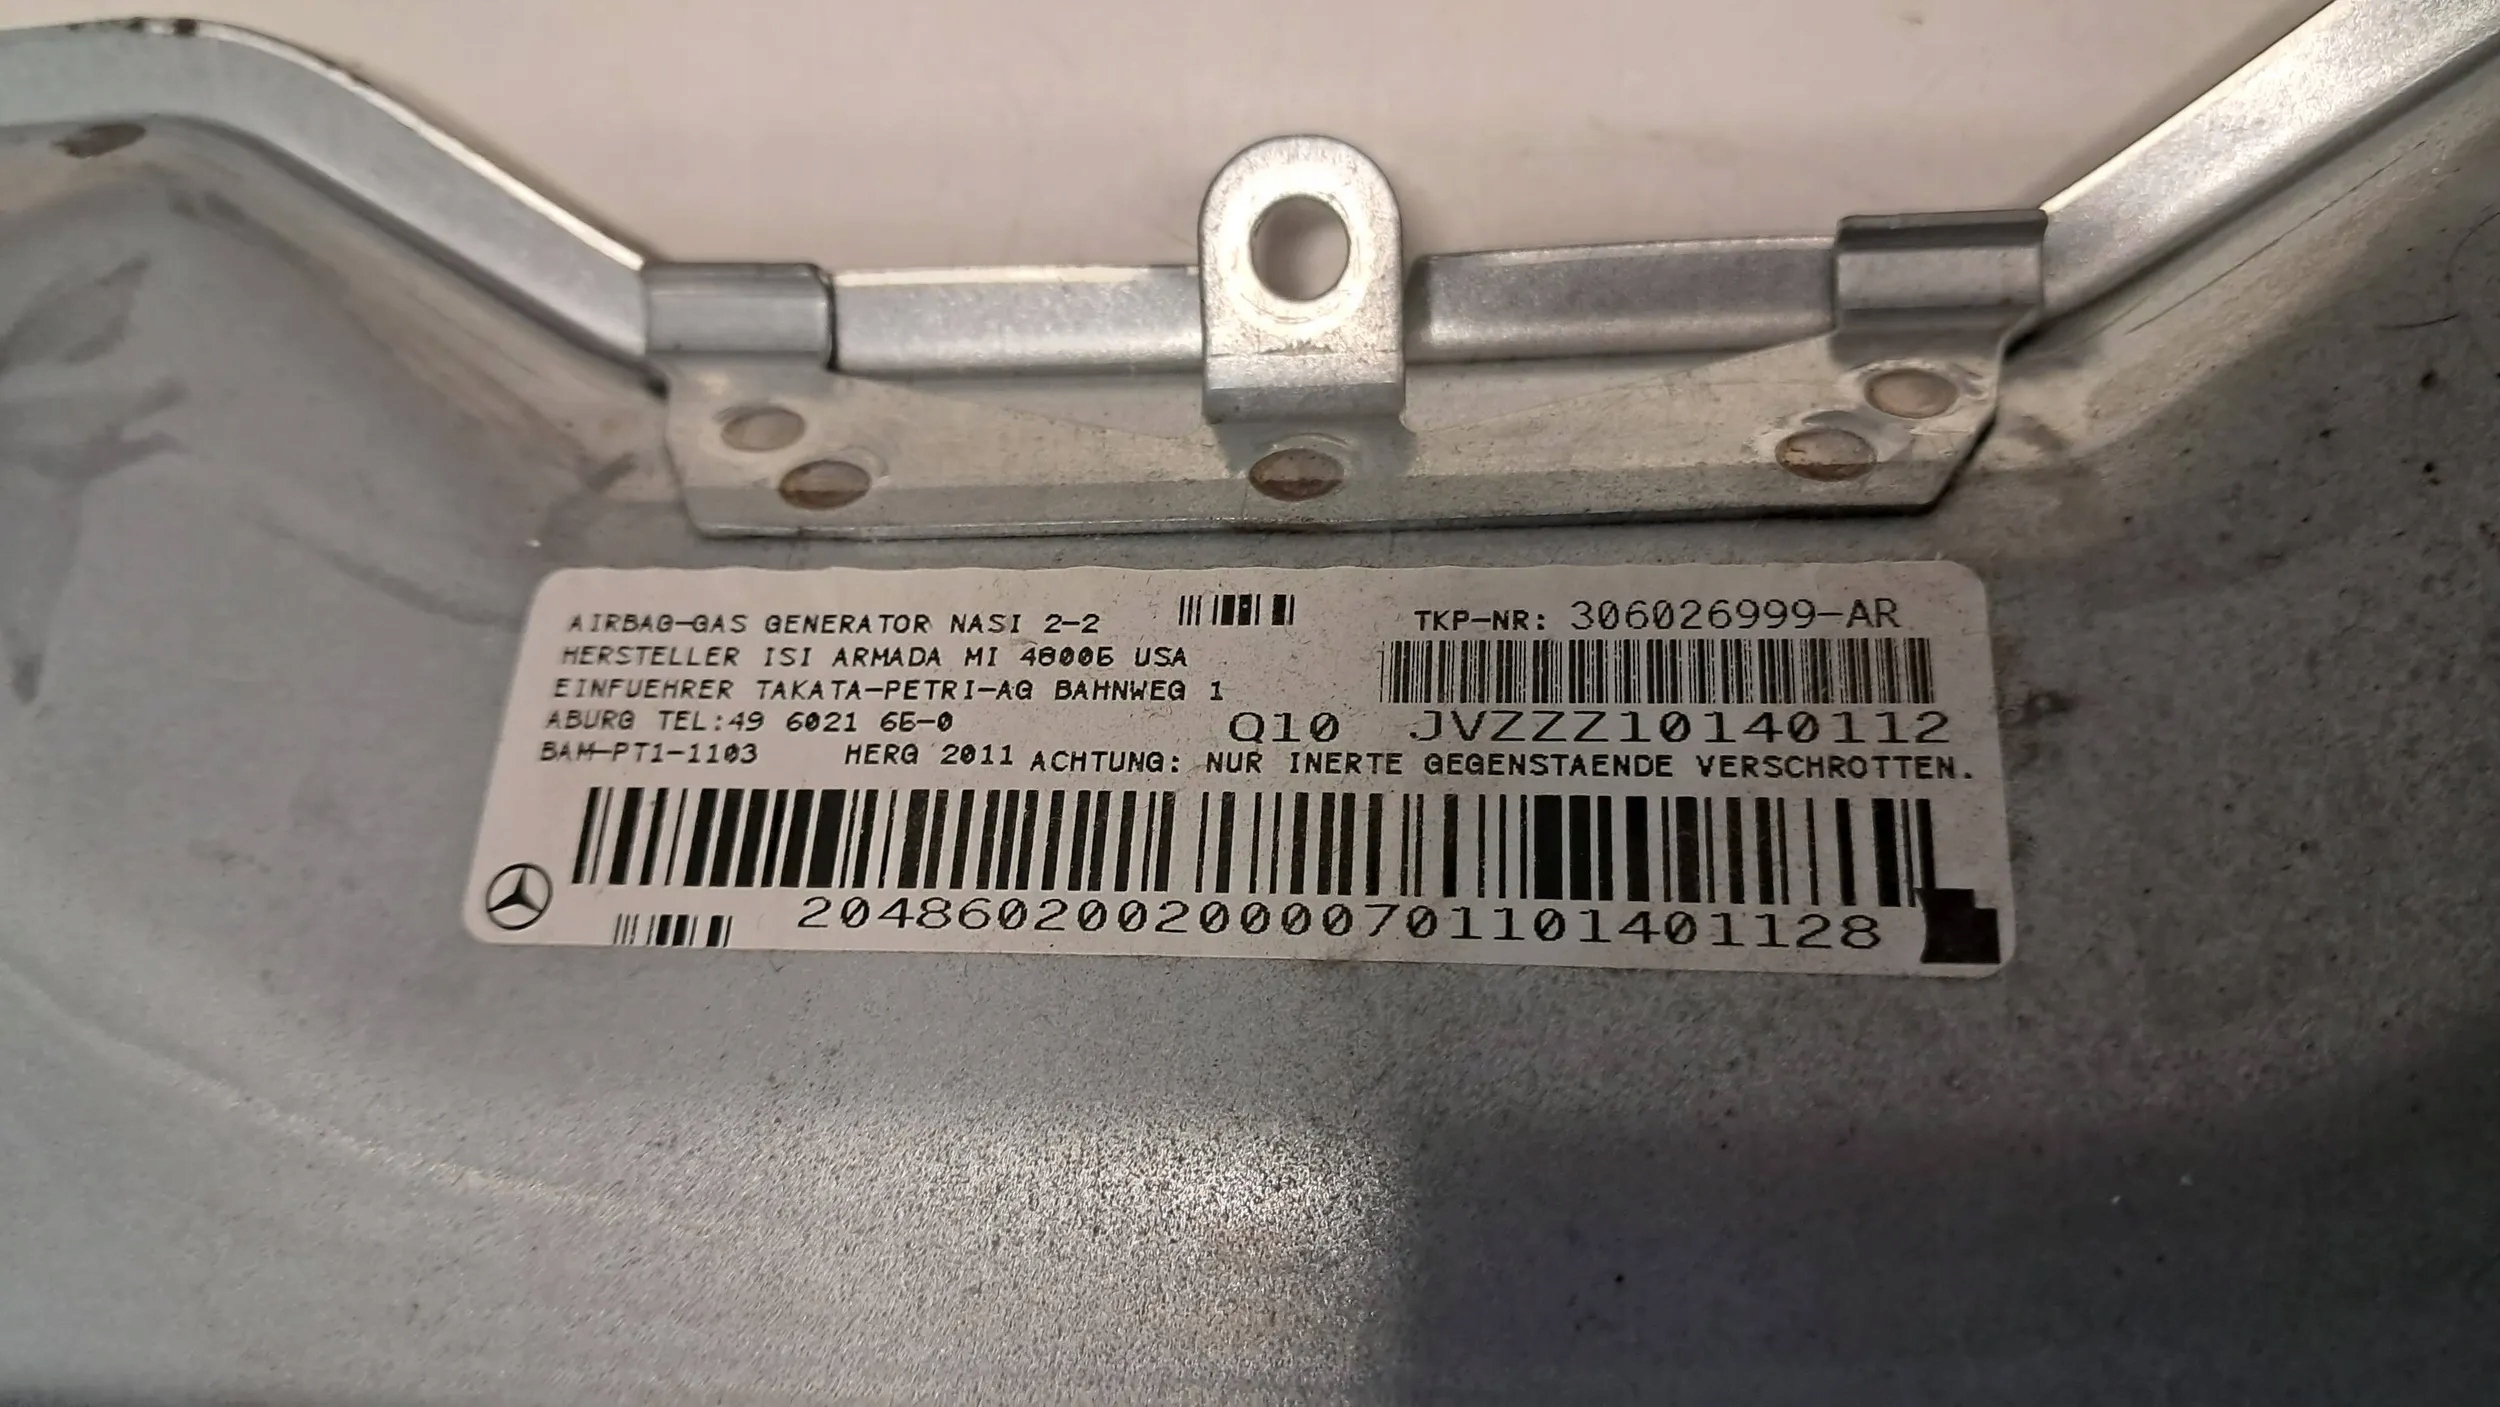 AIRBAG-GAS GENERATOR NASI 2-2
HERSTELLER ISI ARMADA MI 48005 USA
EINFUEHRER TAKATA-PETRI-AG BAHNWEG 1
ABURG TEL:49 6021 65-0
BAM-PT1-1103 HERG 2011
TKP-NR: 306026999-AR
Q10 JVZZZ10140112
ACHTUNG: NUR INERTE GEGENSTAENDE VERSCHROTTEN.
20486020020000701101401128